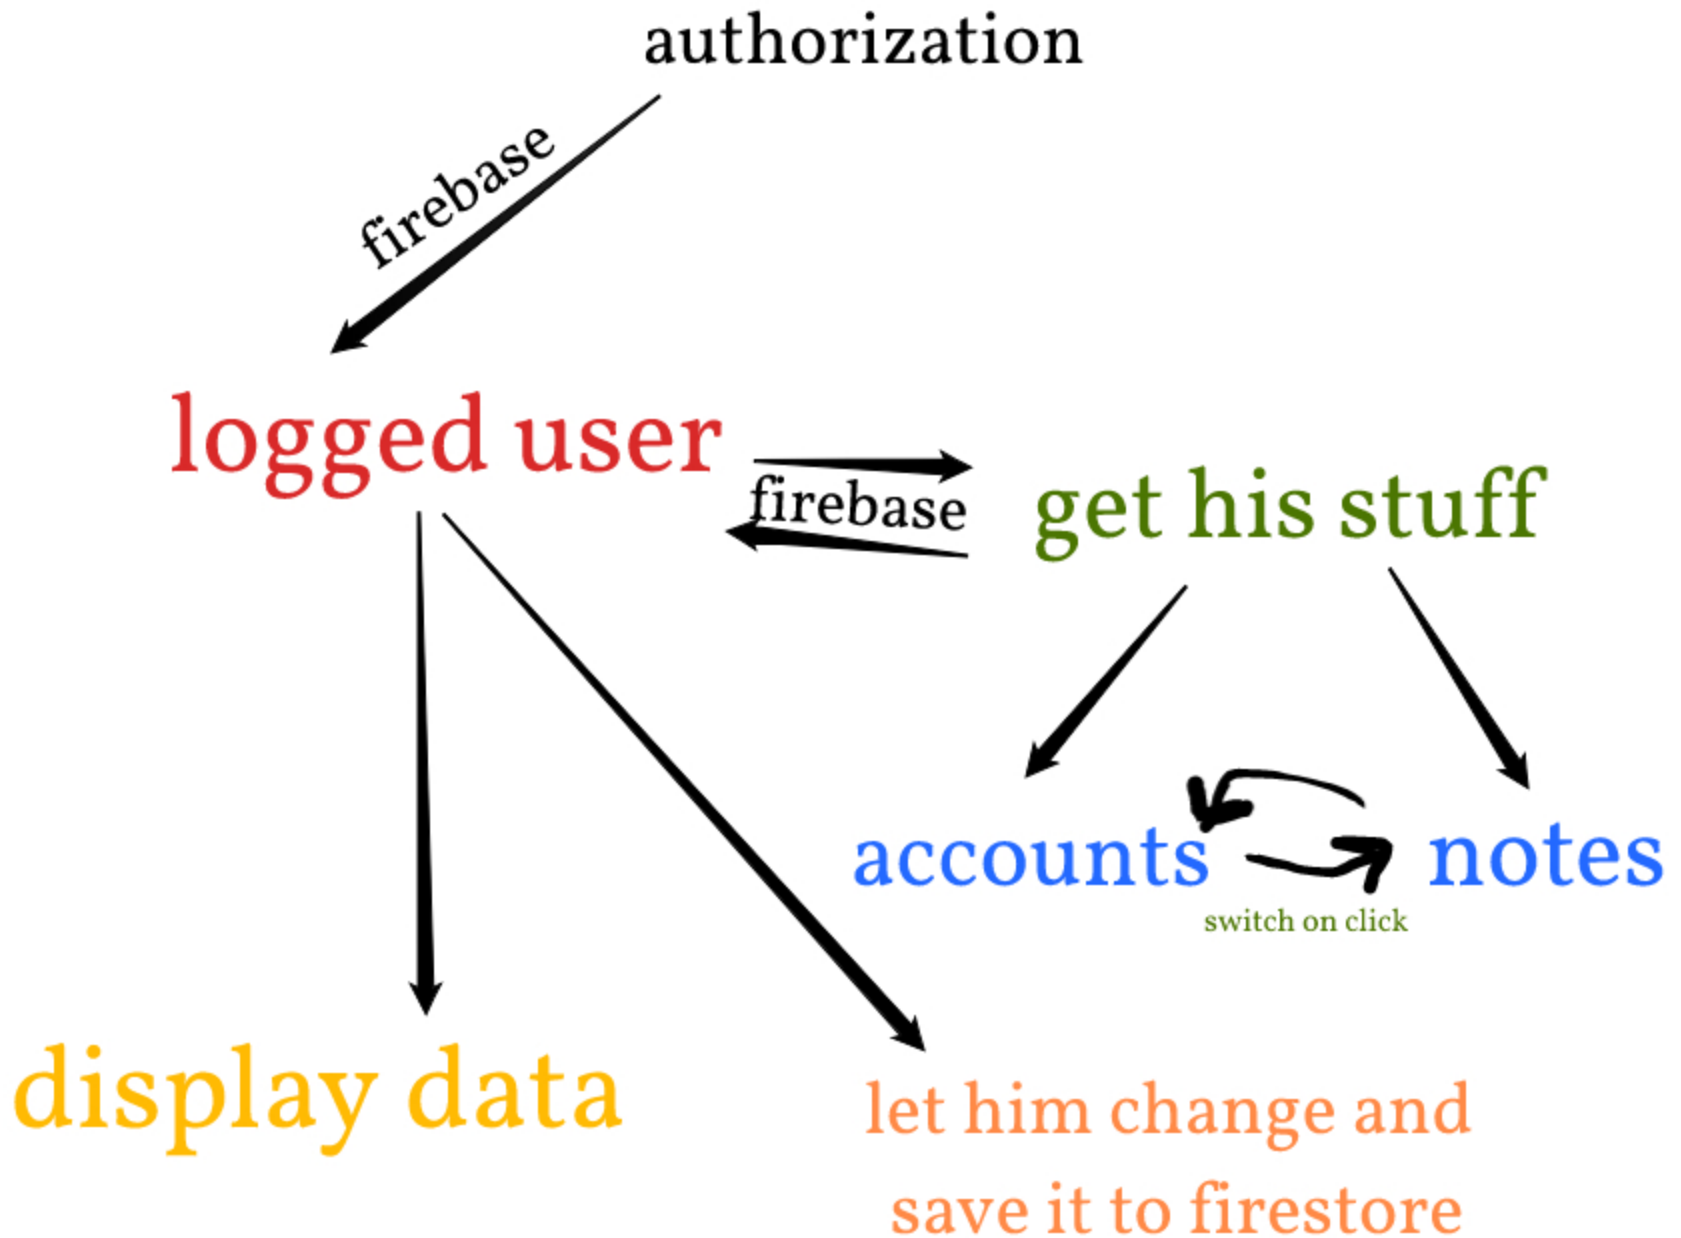 authorization
firebase
logged user
firebase
get his stuff
accounts
notes
switch on click
display data
let him change and
save it to firestore